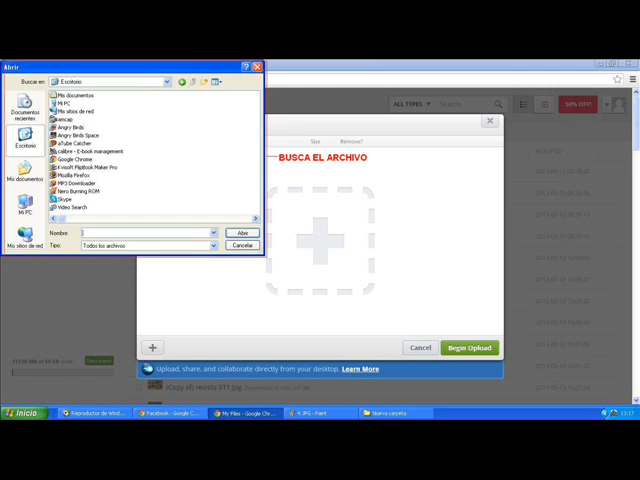 Abrir
Buscar en: Escritorio
Documentos recientes
Escritorio
Mis documentos
Mi PC
Mis sitios de red
Mis documentos
Mi PC
Mis sitios de red
amcap
Angry Birds
Angry Birds Space
aTube Catcher
calibre - E-book management
Google Chrome
Kvisoft FlipBook Maker Pro
Mozilla Firefox
MP3 Downloader
Nero Burning ROM
Skype
Video Search
Nombre:
Abrir
Tipo: Todos los archivos
Cancelar
ALL TYPES
Search
50% OFF!
Size
Remove?
BUSCA EL ARCHIVO
MODIFIED
Cancel
Begin Upload
Upload, share, and collaborate directly from your desktop. Learn More
(Copy of) revista 011.jpg
Inicio
Reproductor de Wind...
Facebook - Google C...
My Files - Google Chr...
4.JPG - Paint
Nueva carpeta
13:17